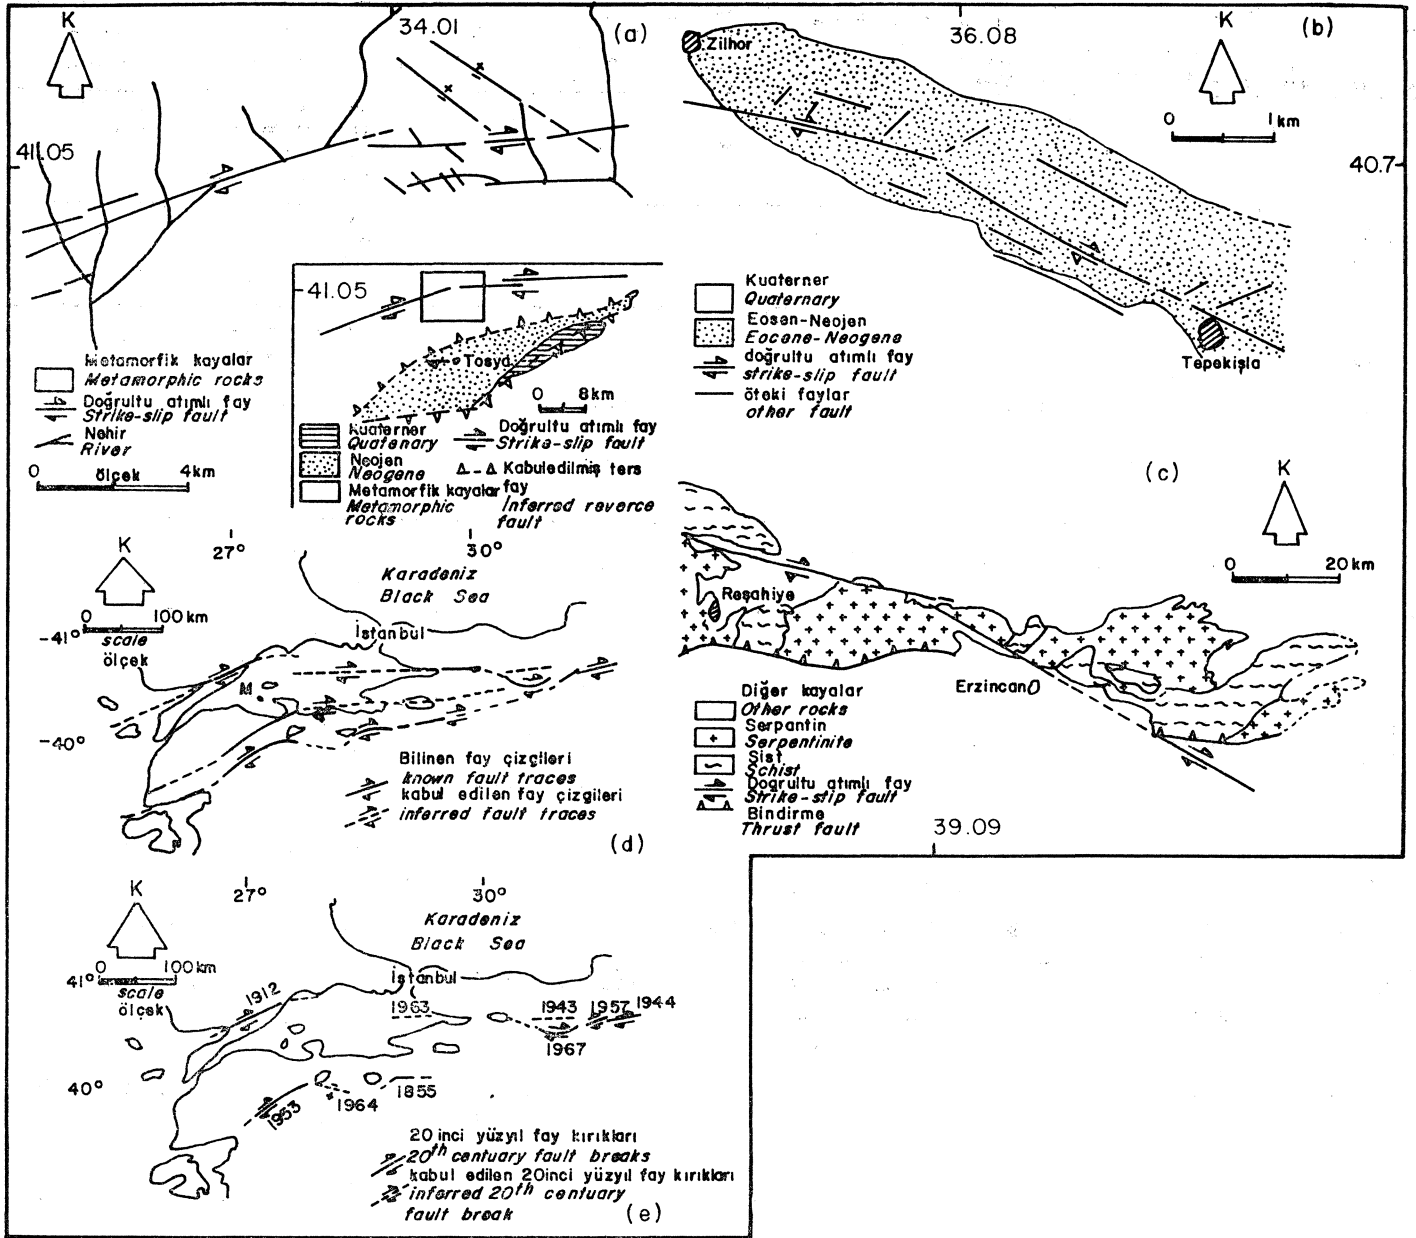 K
34.01
(a)
41.05
Metamorfik kayalar
Metamorphic rocks
Doğrultu atımlı fay
Strike-slip fault
Nehir
River
0 ölçek 4km
41.05
Tosya
0 8km
Kuaterner
Quatenary
Neojen
Neogene
Metamorfik kayalar
Metamorphic
rocks
Doğrultu atımlı fay
Strike-slip fault
Kabuledilmiş ters
fay
Inferred reverce
fault
36.08
K
(b)
Zilhor
0 1km
40.7
Tepekışla
Kuaterner
Quaternary
Eosen-Neojen
Eocene-Neogene
doğrultu atımlı fay
strike-slip fault
öteki faylar
other fault
(c)
K
0 20km
Reşahiye
Erzincan
Diğer kayalar
Other rocks
Serpantin
Serpentinite
Sist
Schist
Doğrultu atımlı fay
Strike-slip fault
Bindirme
Thrust fault
39.09
27°
30°
K
Karadeniz
Black Sea
0 100km
scale
ölçek
-41°
İstanbul
M
-40°
Bilinen fay çizgileri
known fault traces
kabul edilen fay çizgileri
inferred fault traces
(d)
K
27°
30°
Karadeniz
Black Sea
0 100km
scale
ölçek
41°
İstanbul
1912
1963
1943
1957
1944
1967
40°
1953
1964
1855
20 inci yüzyıl fay kırıkları
20th centuary fault breaks
kabul edilen 20inci yüzyıl fay kırıkları
inferred 20th centuary
fault break
(e)